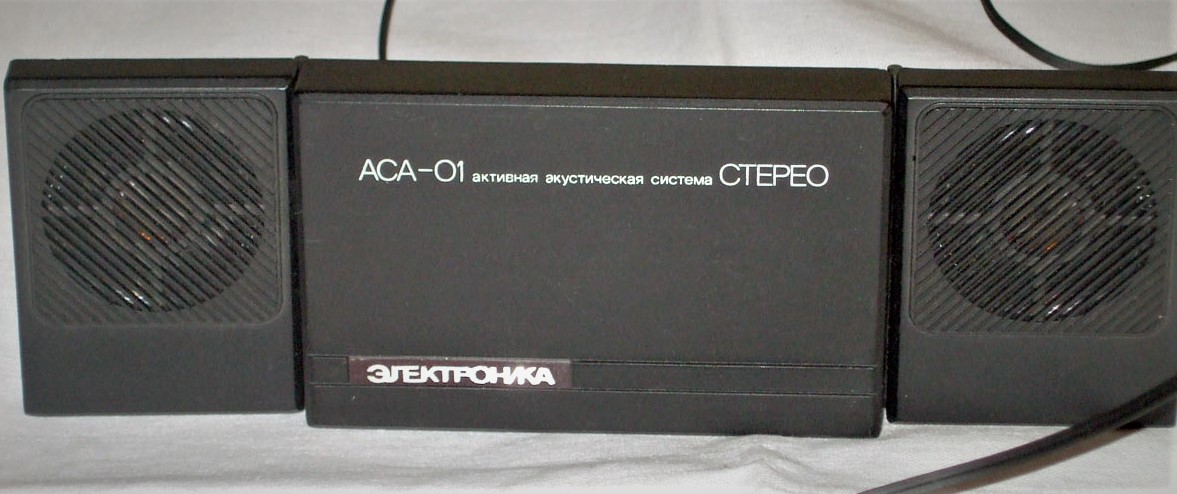 АСА-01 активная акустическая система СТЕРЕО
ЭЛЕКТРОНИКА